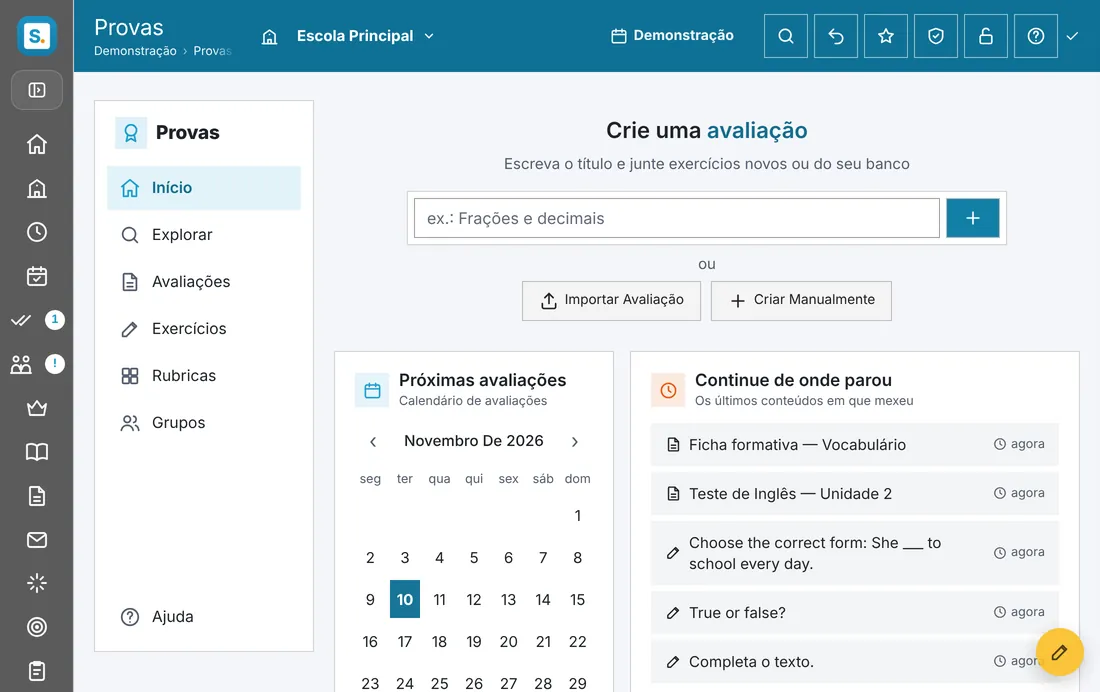 S.
Provas
Demonstração › Provas
Escola Principal
Demonstração
1
!
Provas
Início
Explorar
Avaliações
Exercícios
Rubricas
Grupos
Ajuda
Crie uma avaliação
Escreva o título e junte exercícios novos ou do seu banco
ex.: Frações e decimais
ou
Importar Avaliação
Criar Manualmente
Próximas avaliações
Calendário de avaliações
Novembro De 2026
seg ter qua qui sex sáb dom
1
2 3 4 5 6 7 8
9 10 11 12 13 14 15
16 17 18 19 20 21 22
23 24 25 26 27 28 29
Continue de onde parou
Os últimos conteúdos em que mexeu
Ficha formativa — Vocabulário agora
Teste de Inglês — Unidade 2 agora
Choose the correct form: She ___ to agora
school every day.
True or false? agora
Completa o texto. agora